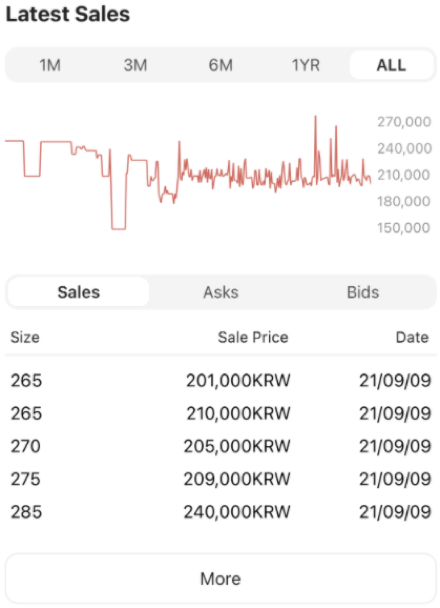 Latest Sales
1M 3M 6M 1YR ALL
270,000
240,000
210,000
180,000
150,000
Sales Asks Bids
Size Sale Price Date
265 201,000KRW 21/09/09
265 210,000KRW 21/09/09
270 205,000KRW 21/09/09
275 209,000KRW 21/09/09
285 240,000KRW 21/09/09
More